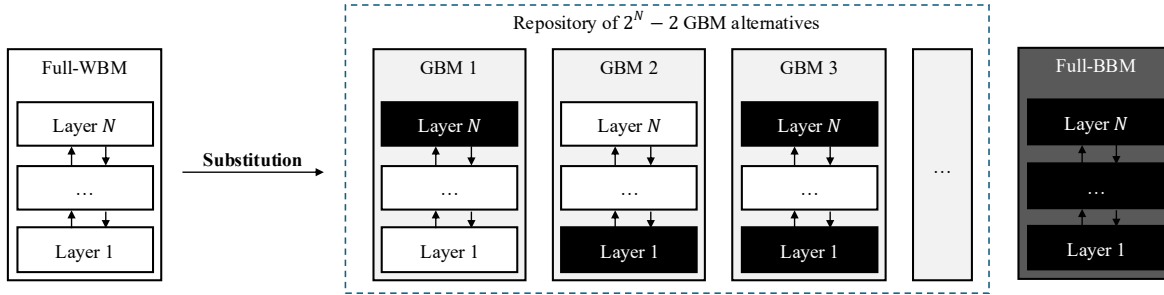 Repository of 2^N − 2 GBM alternatives
Full-WBM
Layer N
…
Layer 1
Substitution
GBM 1
Layer N
…
Layer 1
GBM 2
Layer N
…
Layer 1
GBM 3
Layer N
…
Layer 1
…
Full-BBM
Layer N
…
Layer 1